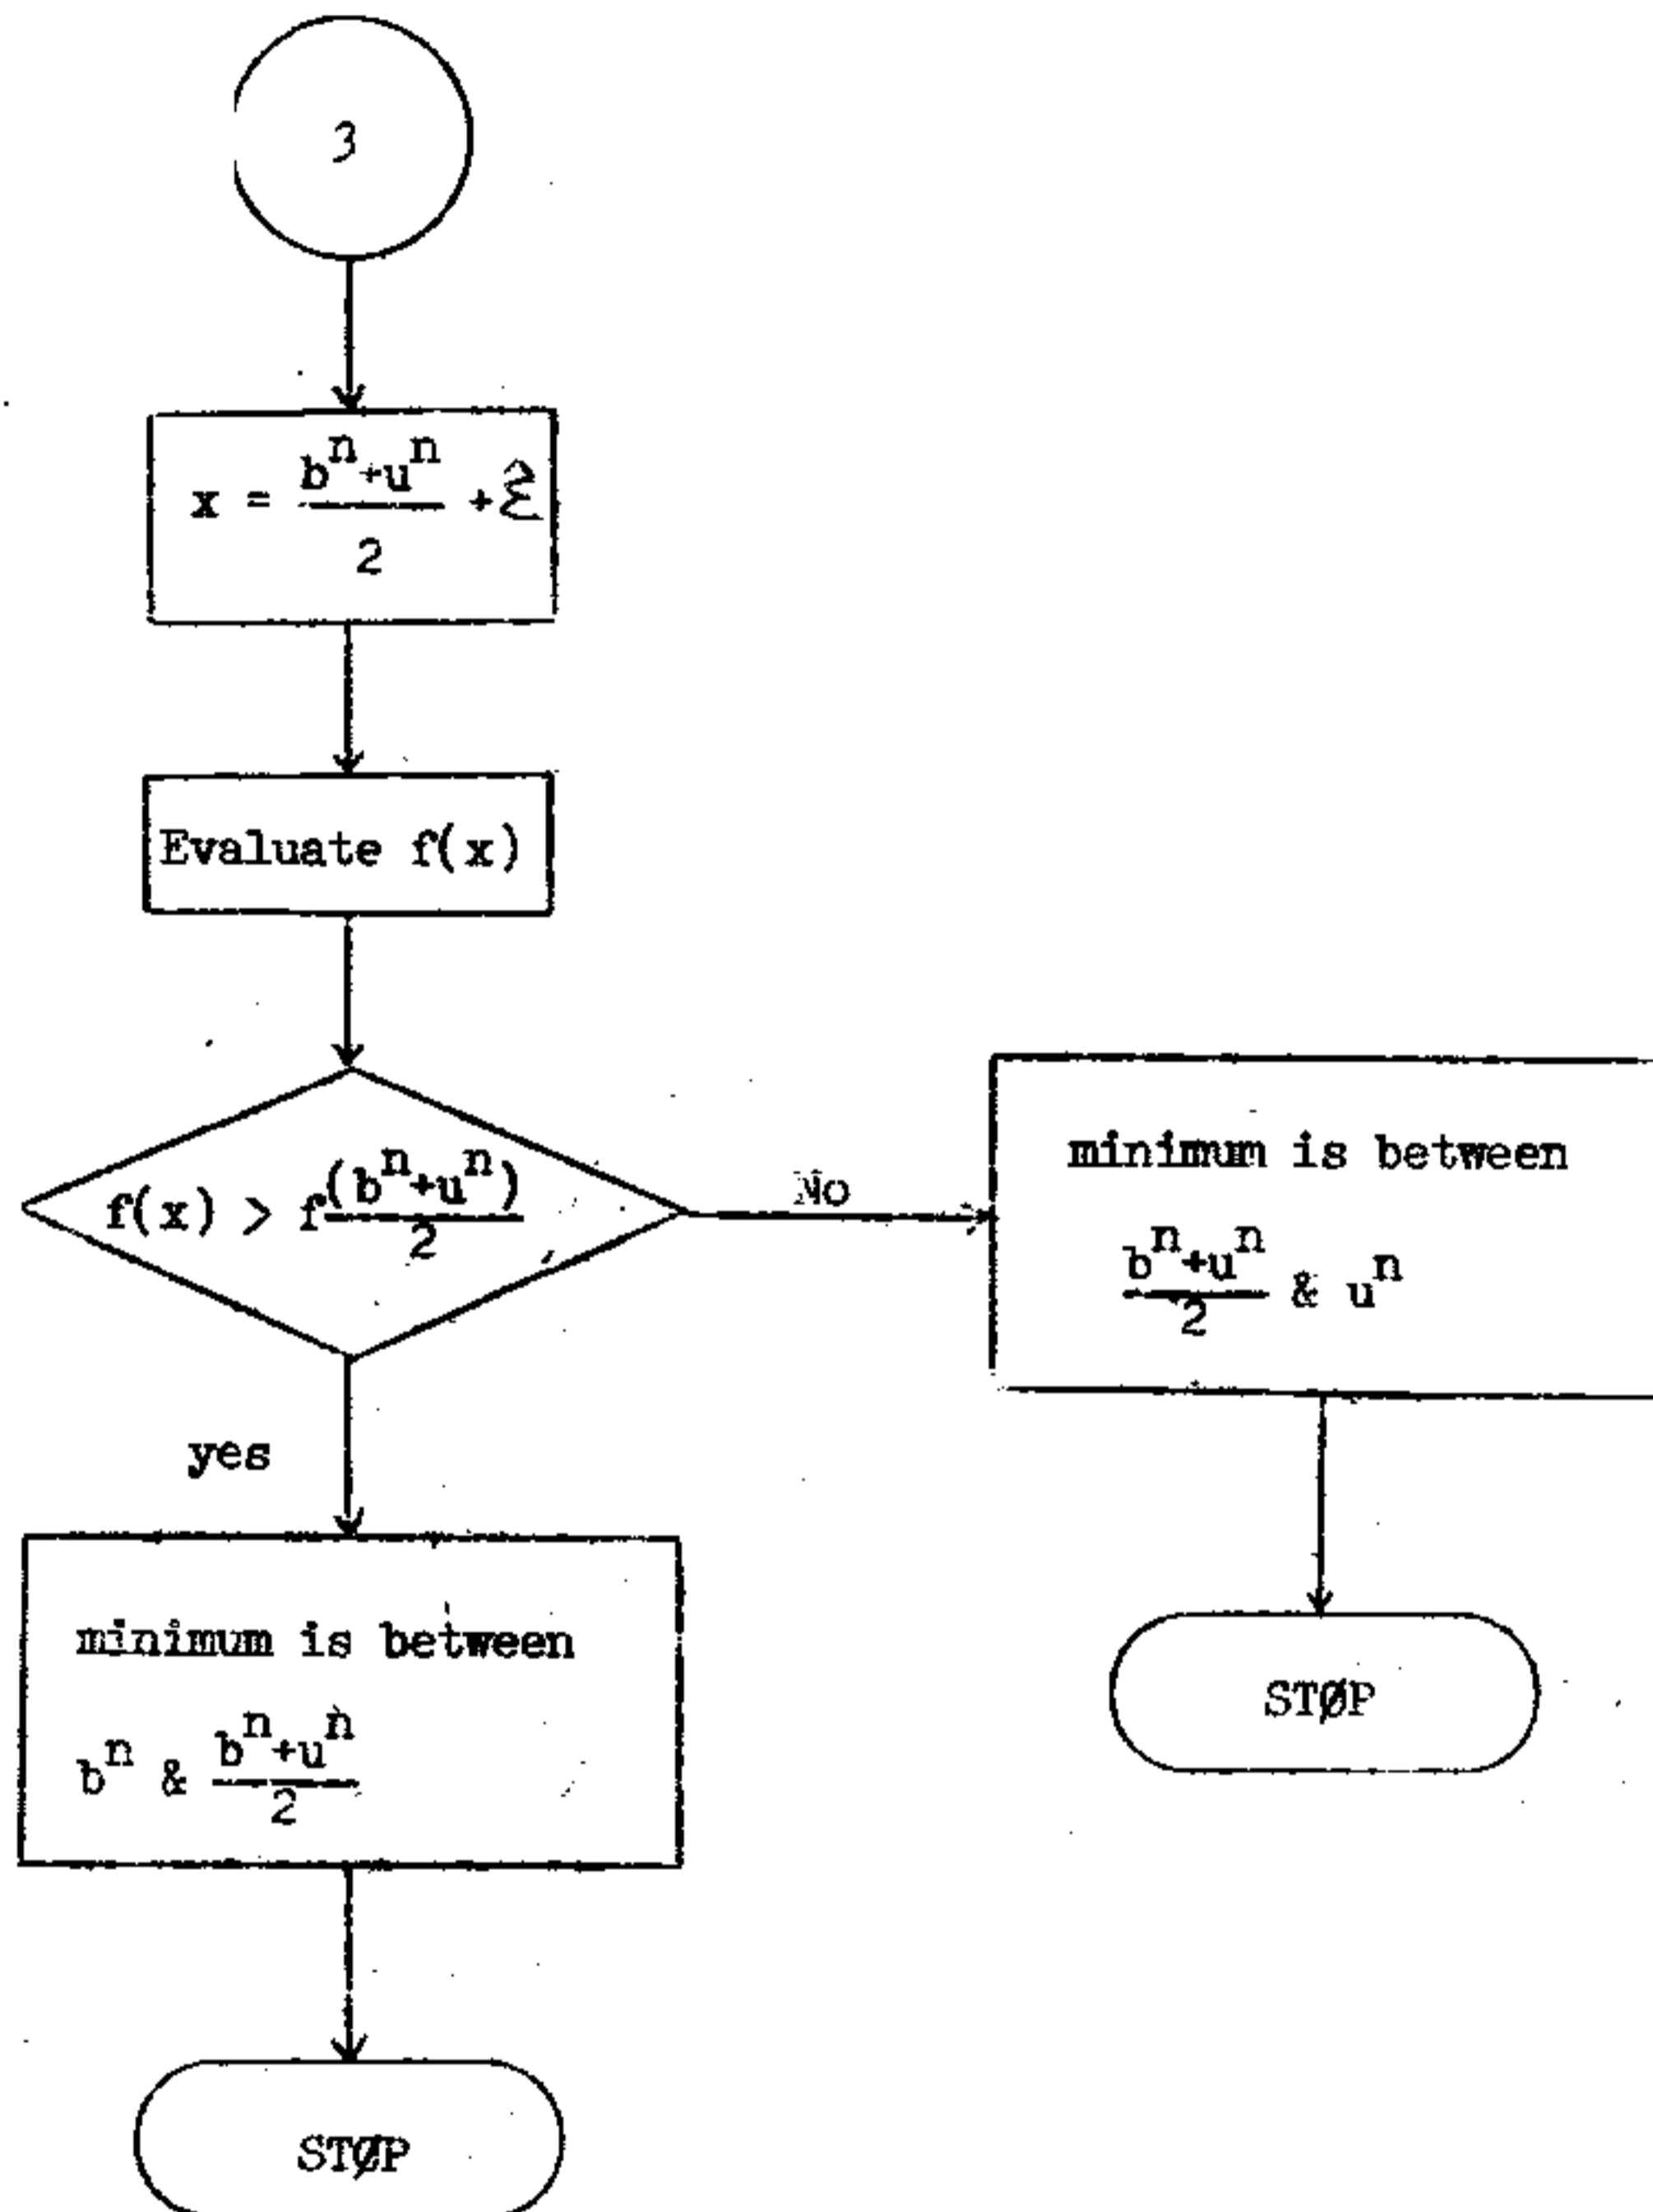 3
x = (b^n+u^n)/2 + ε̂
Evaluate f(x)
f(x) > f(b^n+u^n)/2
No
minimum is between
(b^n+u^n)/2 & u^n
STØP
yes
minimum is between
b^n & (b^n+u^n)/2
STØP